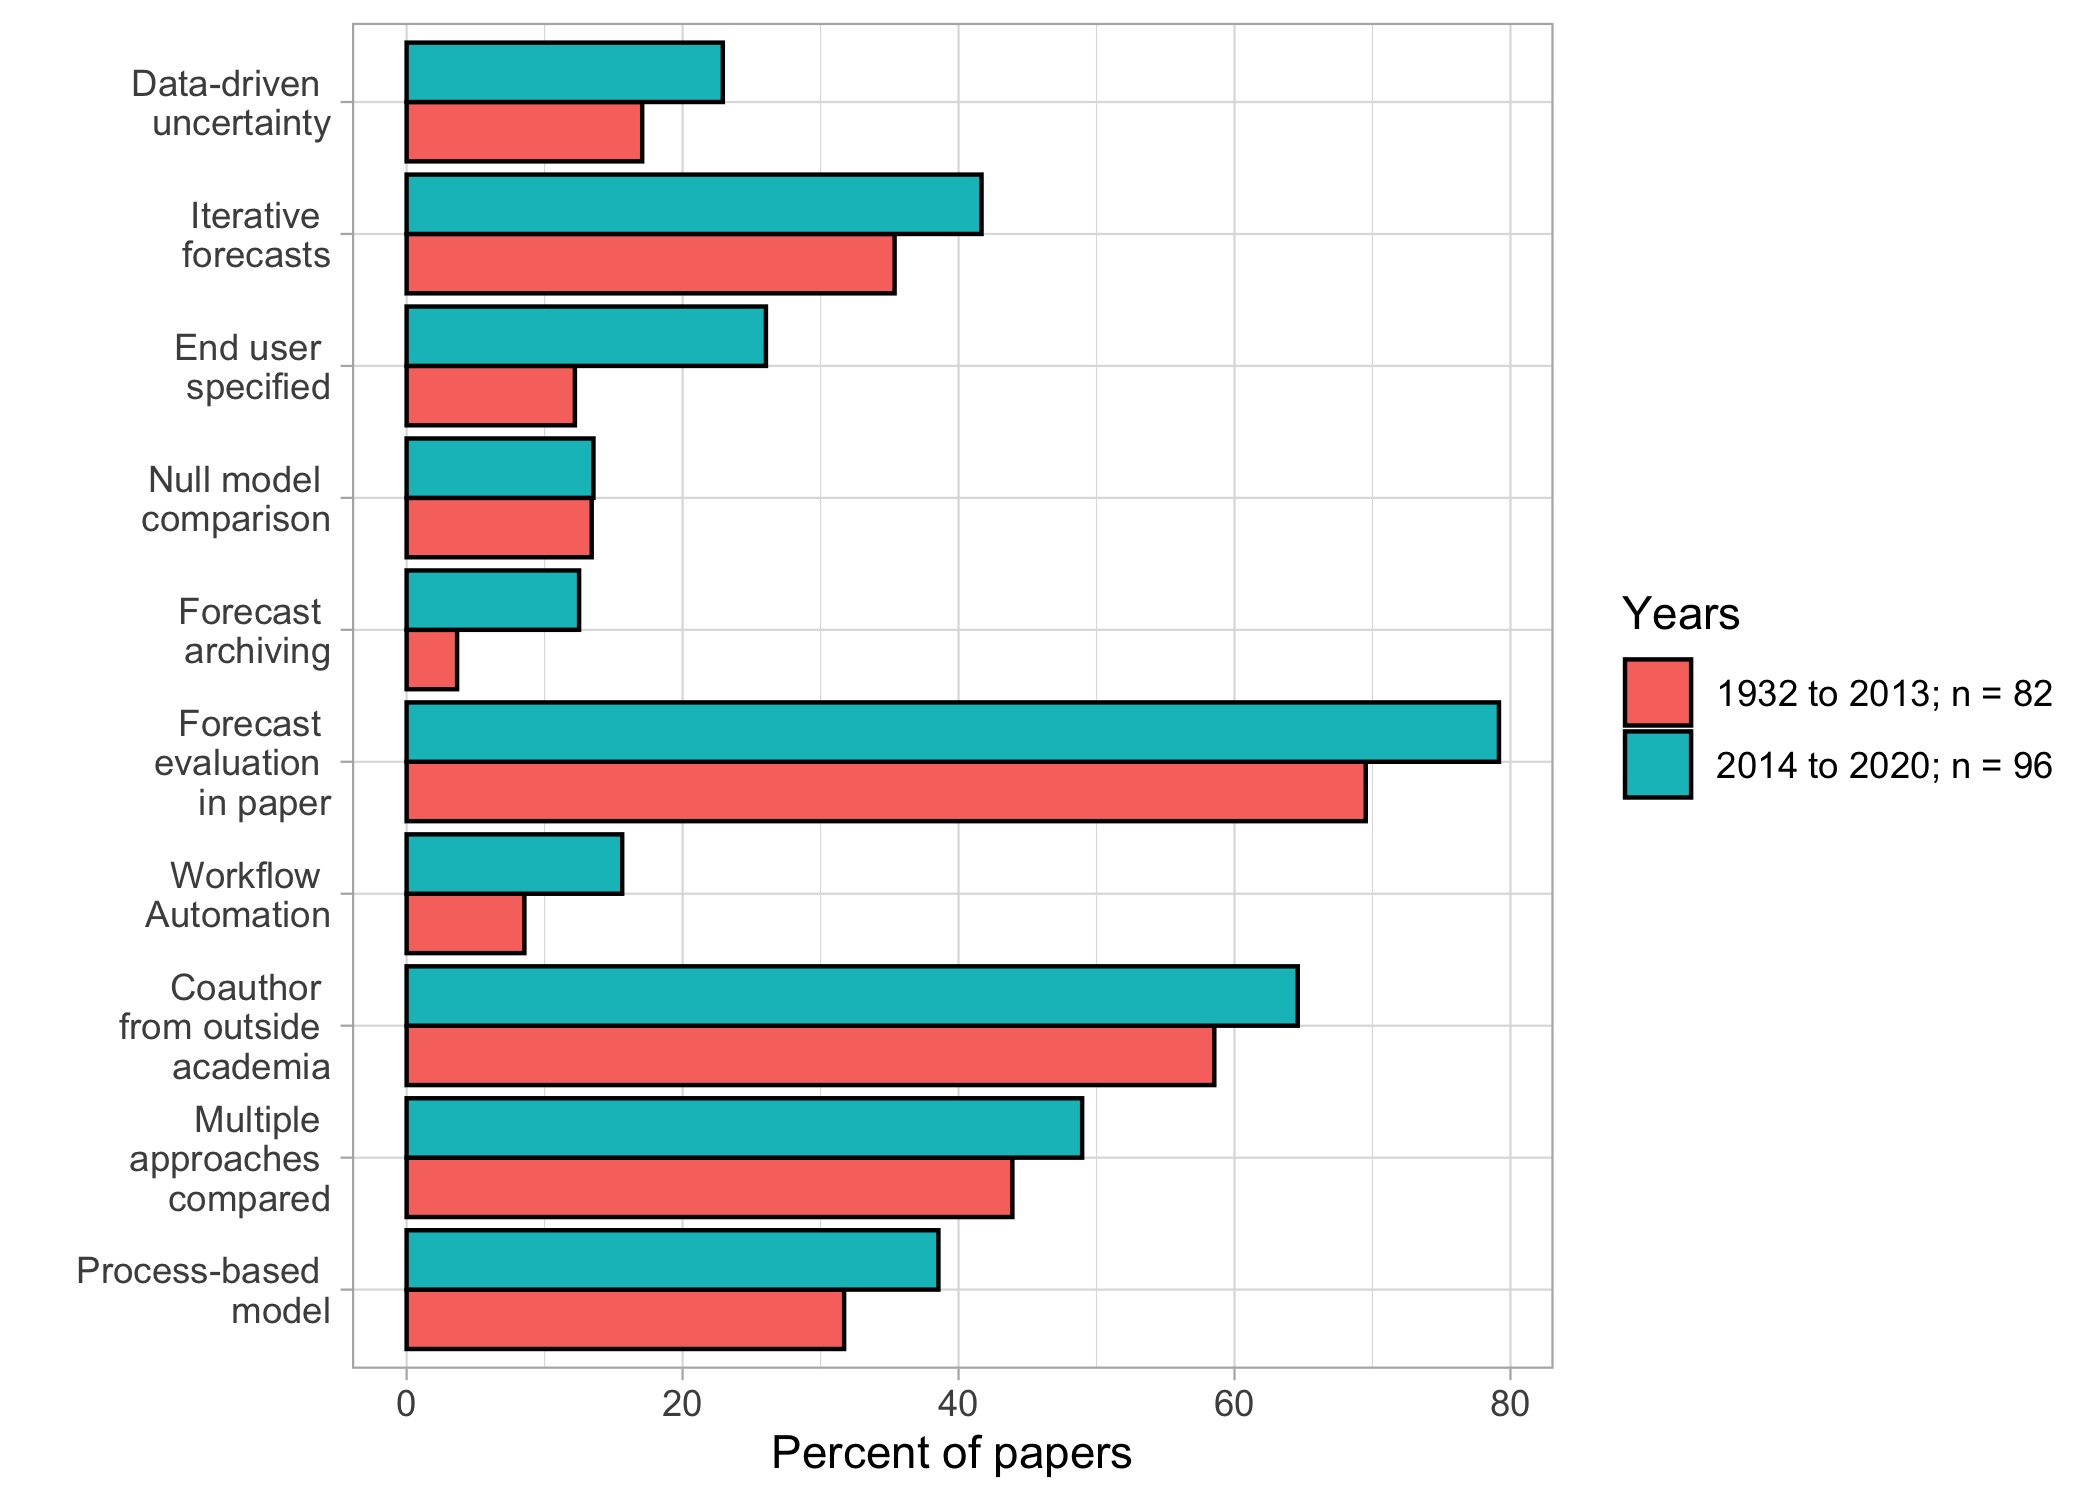 Data-driven
uncertainty
Iterative
forecasts
End user
specified
Null model
comparison
Forecast
archiving
Forecast
evaluation
in paper
Workflow
Automation
Coauthor
from outside
academia
Multiple
approaches
compared
Process-based
model
0 20 40 60 80
Percent of papers
Years
1932 to 2013; n = 82
2014 to 2020; n = 96